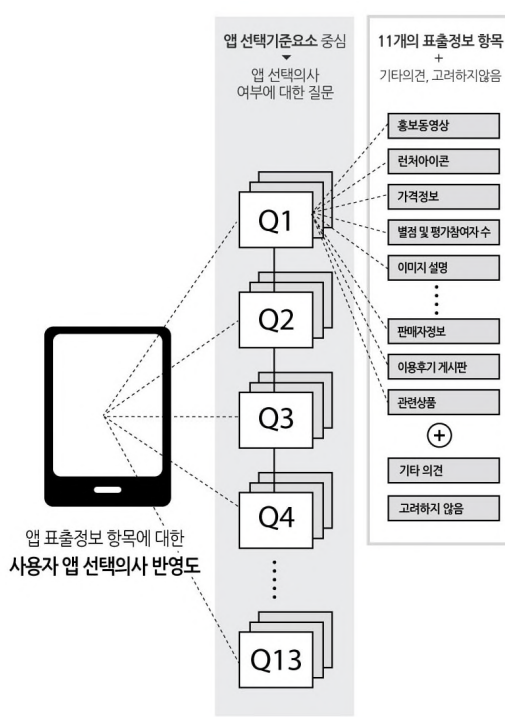 앱 선택기준요소 중심
앱 선택의사
여부에 대한 질문
Q1
Q2
Q3
Q4
Q13
11개의 표출정보 항목
+
기타의견, 고려하지않음
홍보동영상
런처아이콘
가격정보
별점 및 평가참여자 수
이미지 설명
판매자정보
이용후기 게시판
관련상품
+
기타 의견
고려하지 않음
앱 표출정보 항목에 대한
사용자 앱 선택의사 반영도